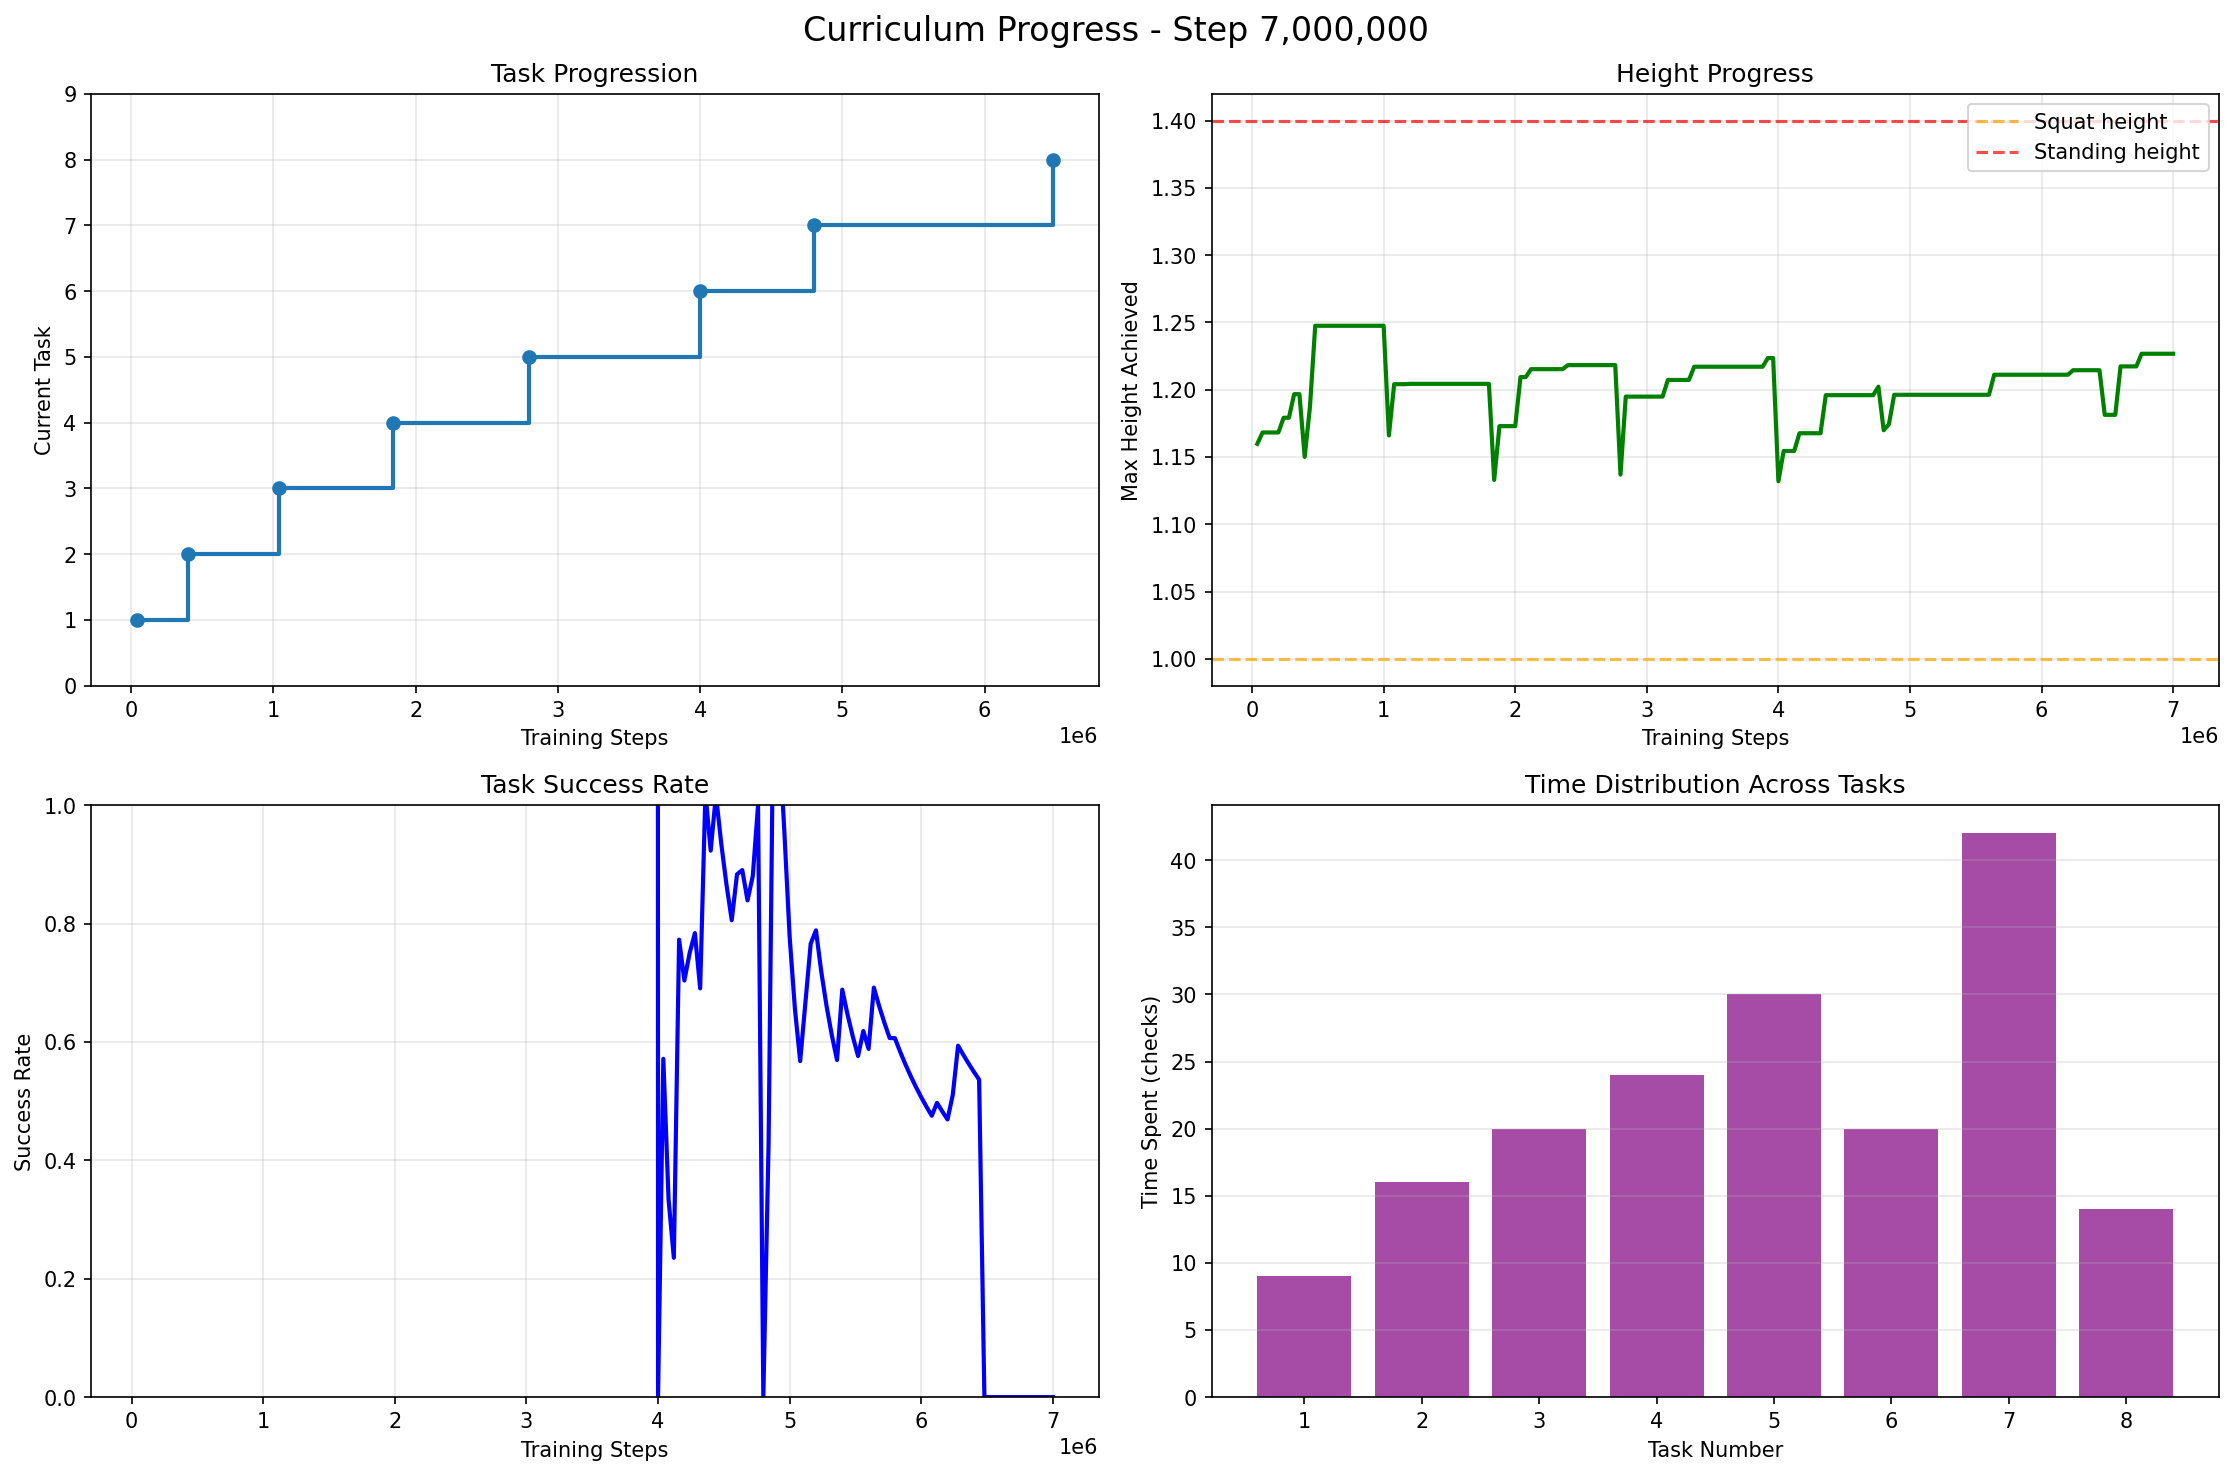 Curriculum Progress - Step 7,000,000
Task Progression
9
8
7
6
5
4
3
2
1
0
Current Task
0 1 2 3 4 5 6
1e6
Training Steps
Height Progress
Squat height
Standing height
1.40
1.35
1.30
1.25
1.20
1.15
1.10
1.05
1.00
Max Height Achieved
0 1 2 3 4 5 6 7
1e6
Training Steps
Task Success Rate
1.0
0.8
0.6
0.4
0.2
0.0
Success Rate
0 1 2 3 4 5 6 7
1e6
Training Steps
Time Distribution Across Tasks
40
35
30
25
20
15
10
5
0
Time Spent (checks)
1 2 3 4 5 6 7 8
Task Number